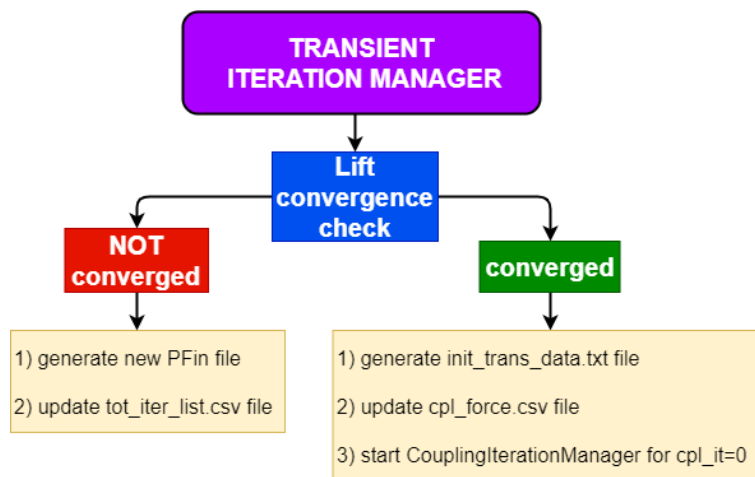 TRANSIENT
ITERATION MANAGER
Lift
convergence
check
NOT
converged
converged
1) generate new PFin file
2) update tot_iter_list.csv file
1) generate init_trans_data.txt file
2) update cpl_force.csv file
3) start CouplingIterationManager for cpl_it=0